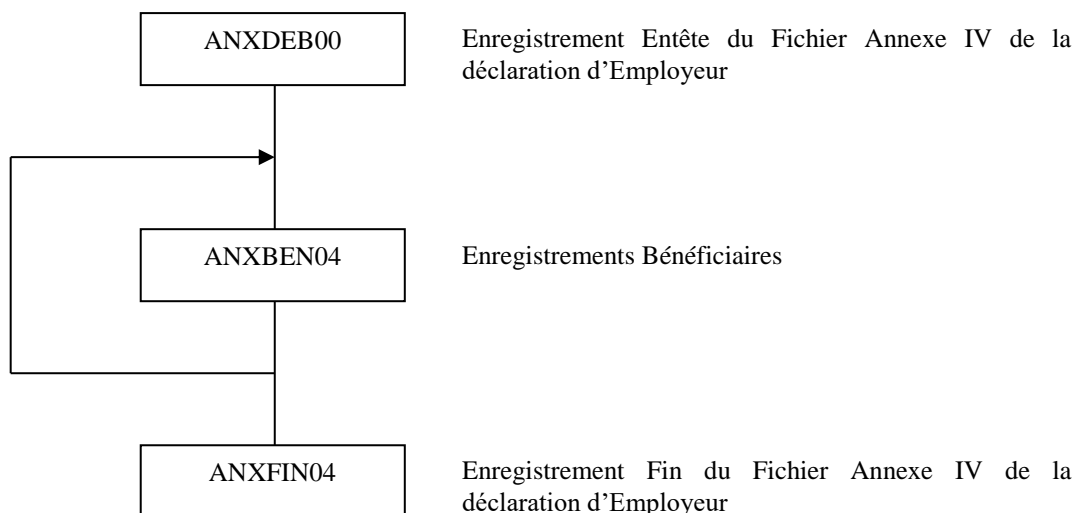 ANXDEB00
Enregistrement Entête du Fichier Annexe IV de la
déclaration d’Employeur
ANXBEN04
Enregistrements Bénéficiaires
ANXFIN04
Enregistrement Fin du Fichier Annexe IV de la
déclaration d’Employeur